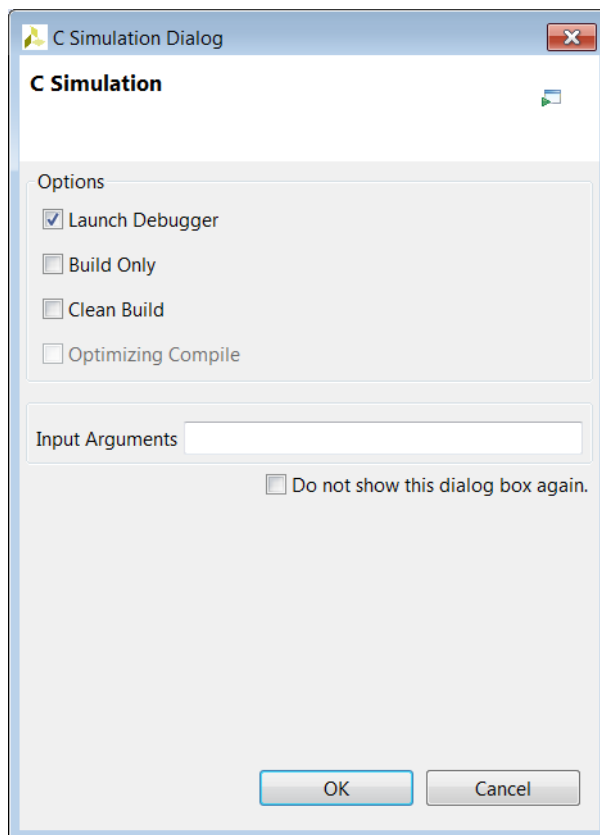 C Simulation Dialog
C Simulation
Options
Launch Debugger
Build Only
Clean Build
Optimizing Compile
Input Arguments
Do not show this dialog box again.
OK Cancel